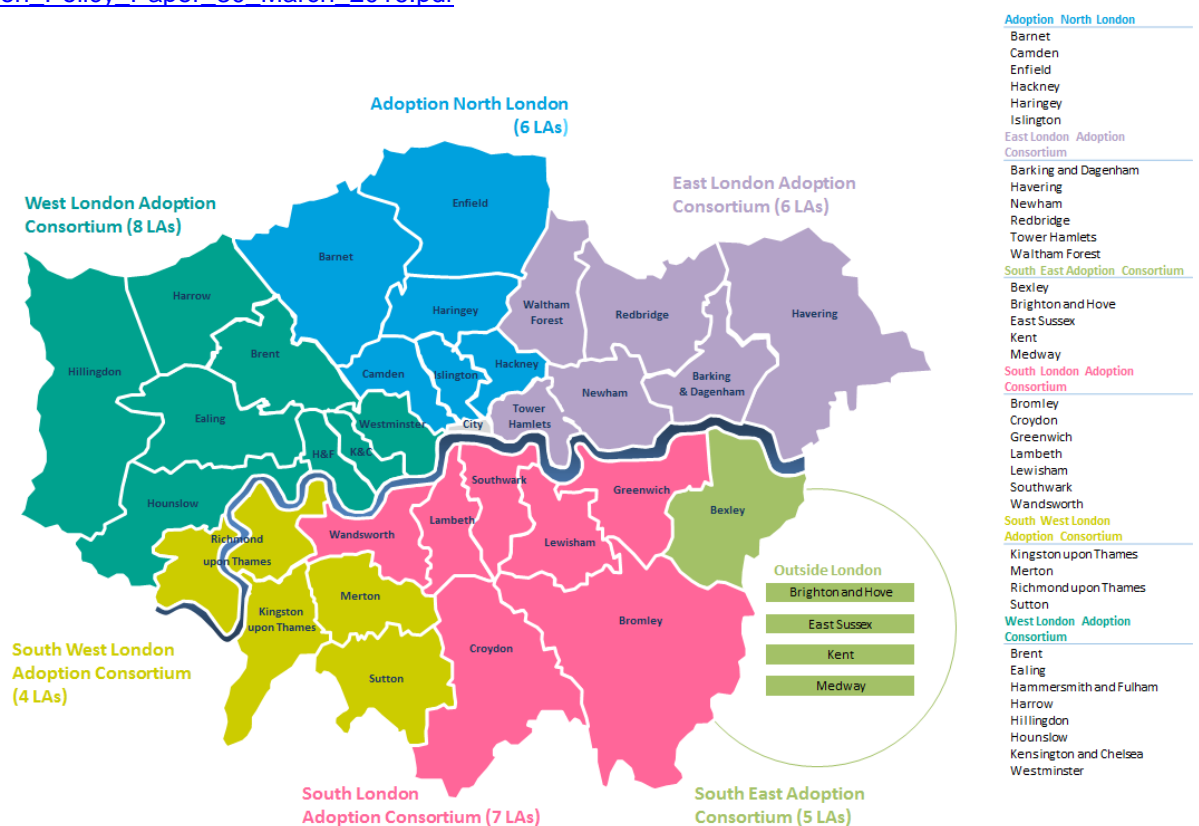 Adoption North London
(6 LAs)
East London Adoption
Consortium (6 LAs)
West London Adoption
Consortium (8 LAs)
Enfield
Barnet
Harrow
Haringey
Waltham
Forest
Redbridge
Havering
Brent
Hillingdon
Camden
Islington
Hackney
Barking
& Dagenham
Newham
Ealing
Westminster
City
Tower
Hamlets
H&F
K&C
Hounslow
Southwark
Greenwich
Bexley
Richmond
upon Thames
Wandsworth
Lambeth
Lewisham
Outside London
Brighton and Hove
East Sussex
Kent
Medway
Merton
Kingston
upon Thames
Bromley
Croydon
Sutton
South West London
Adoption Consortium
(4 LAs)
South London
Adoption Consortium (7 LAs)
South East Adoption
Consortium (5 LAs)
Adoption North London
Barnet
Camden
Enfield
Hackney
Haringey
Islington
East London Adoption
Consortium
Barking and Dagenham
Havering
Newham
Redbridge
Tower Hamlets
Waltham Forest
South East Adoption Consortium
Bexley
Brighton and Hove
East Sussex
Kent
Medway
South London Adoption
Consortium
Bromley
Croydon
Greenwich
Lambeth
Lewisham
Southwark
Wandsworth
South West London
Adoption Consortium
Kingston upon Thames
Merton
Richmond upon Thames
Sutton
West London Adoption
Consortium
Brent
Ealing
Hammersmith and Fulham
Harrow
Hillingdon
Hounslow
Kensington and Chelsea
Westminster